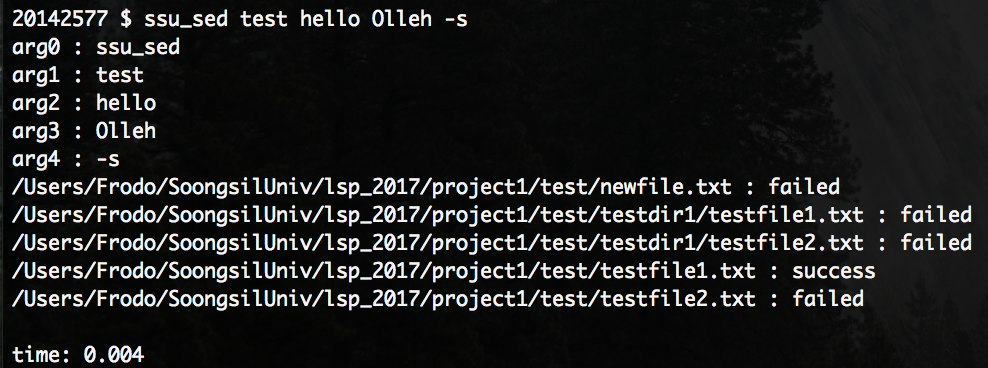 20142577 $ ssu_sed test hello Olleh -s
arg0 : ssu_sed
arg1 : test
arg2 : hello
arg3 : Olleh
arg4 : -s
/Users/Frodo/SoongsilUniv/lsp_2017/project1/test/newfile.txt : failed
/Users/Frodo/SoongsilUniv/lsp_2017/project1/test/testdir1/testfile1.txt : failed
/Users/Frodo/SoongsilUniv/lsp_2017/project1/test/testdir1/testfile2.txt : failed
/Users/Frodo/SoongsilUniv/lsp_2017/project1/test/testfile1.txt : success
/Users/Frodo/SoongsilUniv/lsp_2017/project1/test/testfile2.txt : failed
time: 0.004